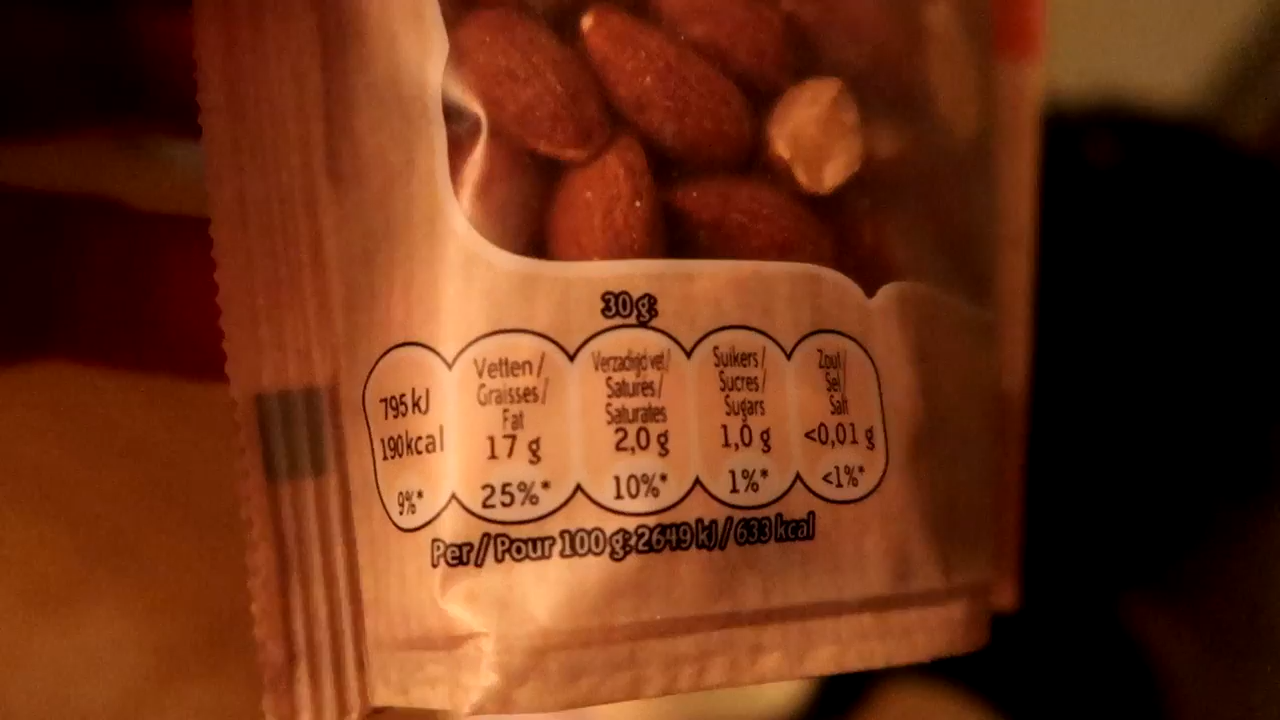 30 g:
795 kJ
190 kcal
9%*
Vetten /
Graisses /
Fat
17 g
25%*
Verzadigd vet /
Saturés /
Saturates
2,0 g
10%*
Suikers /
Sucres /
Sugars
1,0 g
1%*
Zout /
Sel /
Salt
<0,01 g
<1%*
Per / Pour 100 g: 2649 kJ / 633 kcal